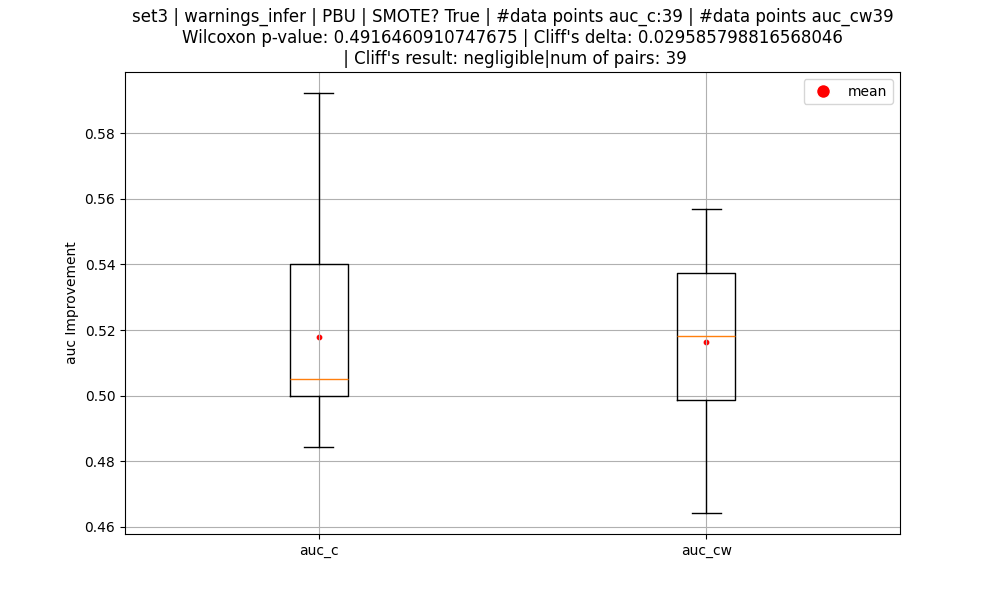 set3 | warnings_infer | PBU | SMOTE? True | #data points auc_c:39 | #data points auc_cw39
Wilcoxon p-value: 0.4916460910747675 | Cliff's delta: 0.029585798816568046
| Cliff's result: negligible|num of pairs: 39
mean
0.58
0.56
0.54
0.52
0.50
0.48
0.46
auc Improvement
auc_c
auc_cw